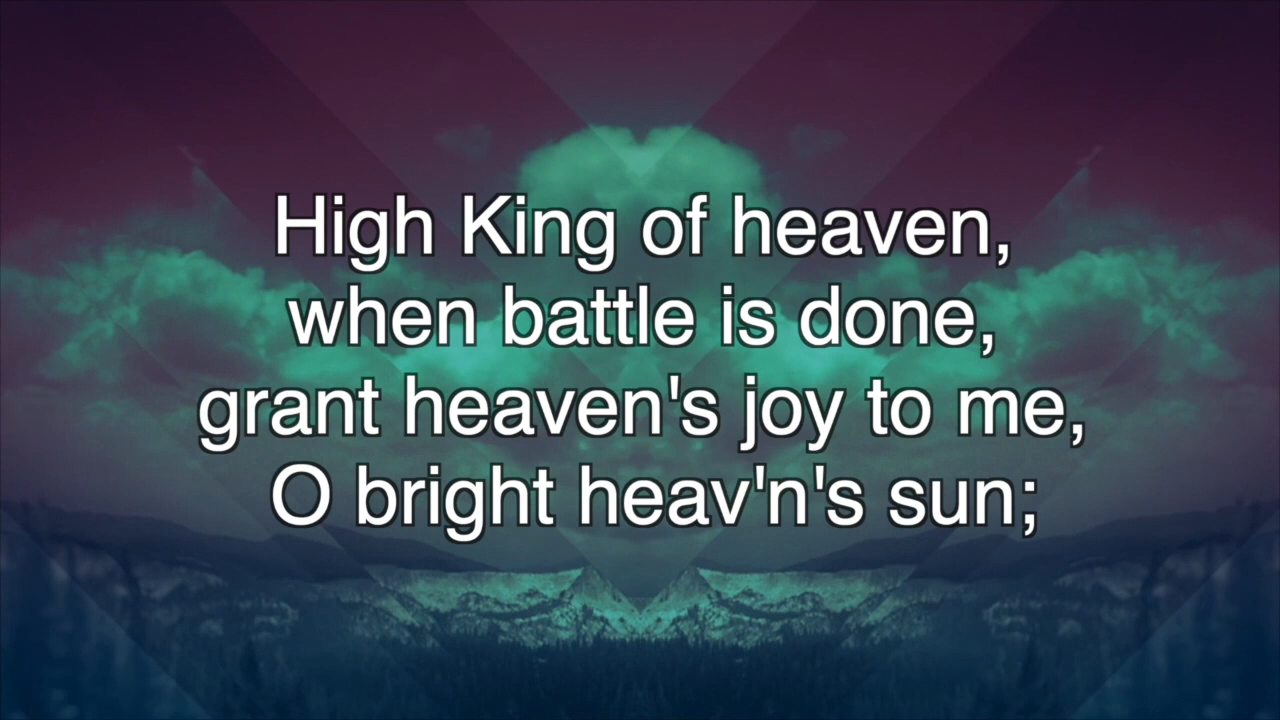 High King of heaven,
when battle is done,
grant heaven's joy to me,
O bright heav'n's sun;